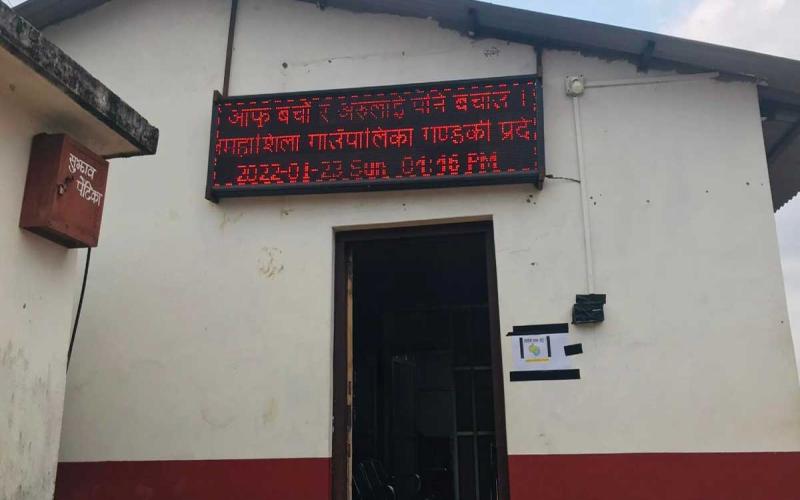 सुझाव
पेटिका
आफु बचौं र अरुलाई पनि बचाउँ ।
महाशिला गाउँपालिका गण्डकी प्रदे
2022-01-23 Sun 04:16 PM